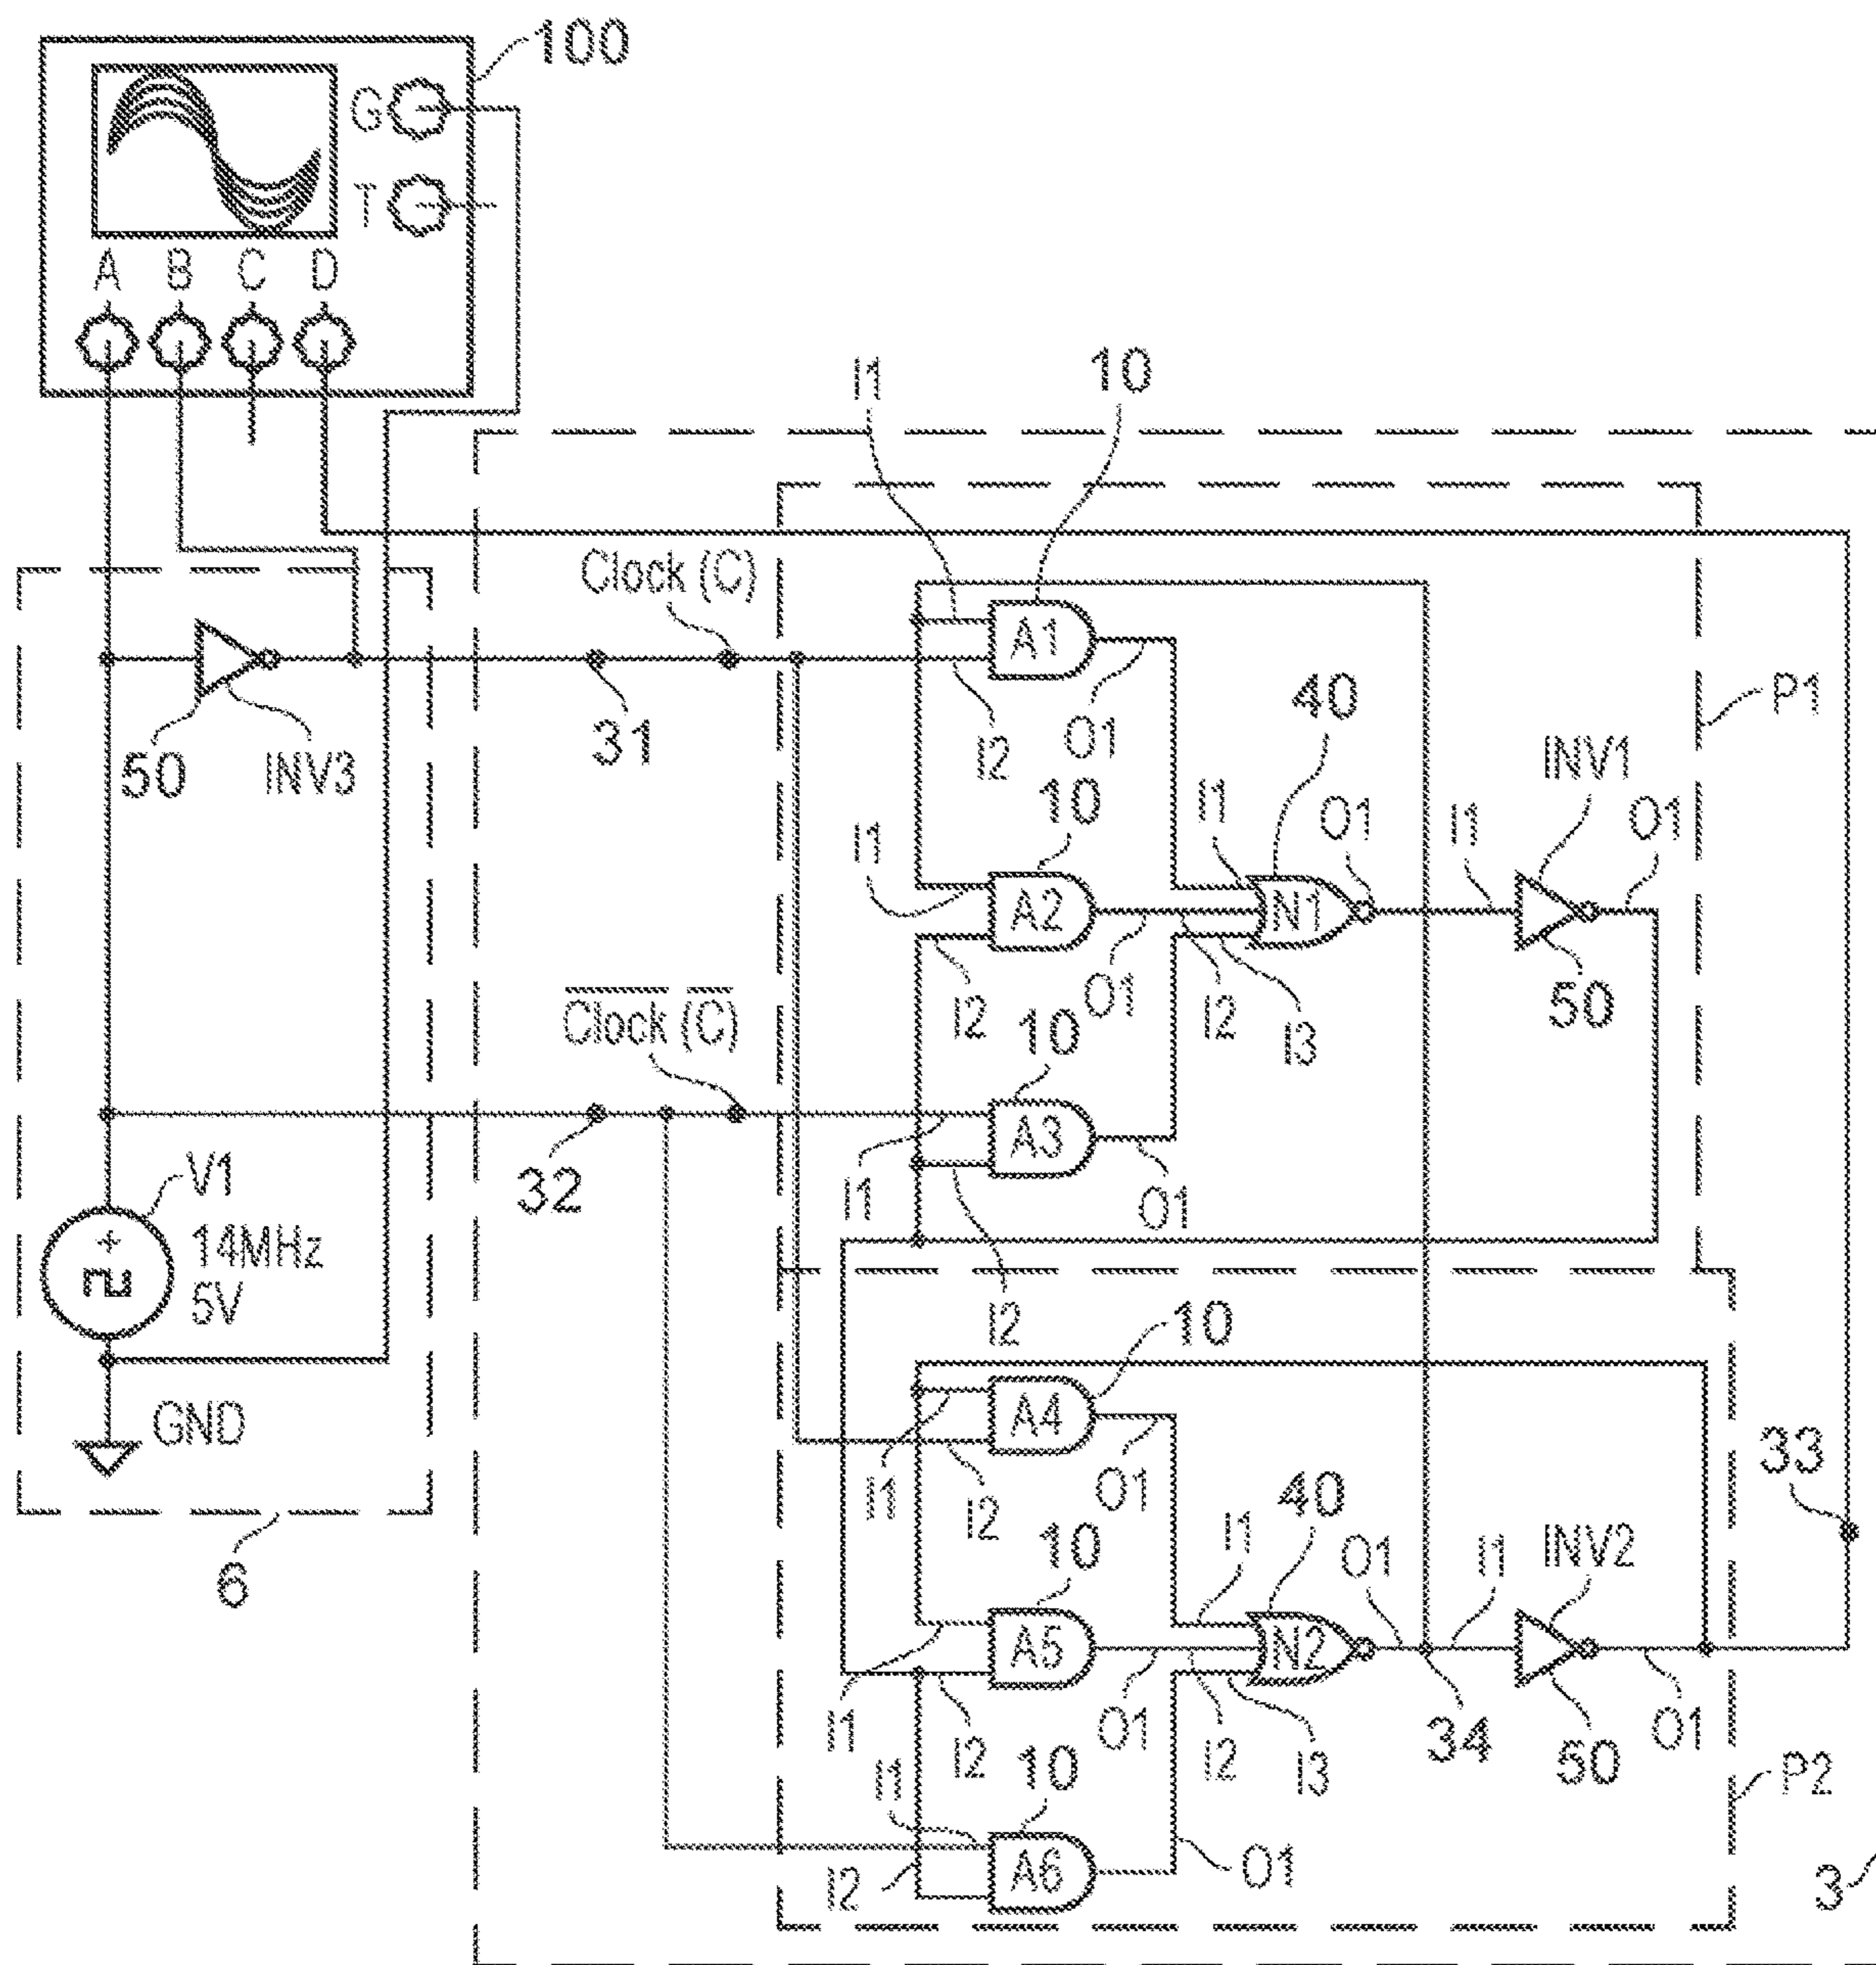 100
G
T
A B C D
I1
10
Clock (C)
A1
31
I2
O1
40
P1
50
INV3
INV1
10
I1
I1
O1
I1
O1
A2
N1
I2
O1
I2
I3
50
Clock (C)
10
A3
32
I1
O1
V1
+
14MHz
5V
I2
10
GND
A4
33
I1
I2
O1
40
10
I1
O1
I1
INV2
6
A5
N2
I1
I2
O1
I2
I3
34
50
O1
I1
10
P2
I2
A6
O1
3